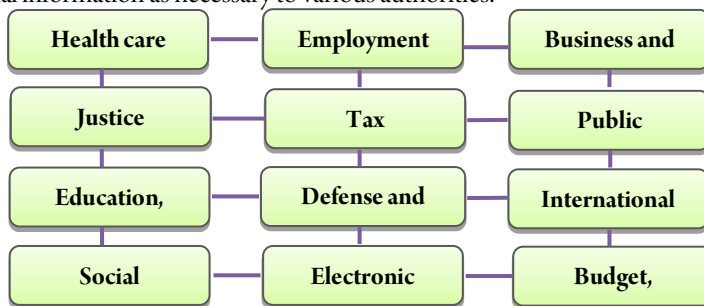 al information as necessary to various authorities.
Health care Employment Business and
Justice Tax Public
Education, Defense and International
Social Electronic Budget,